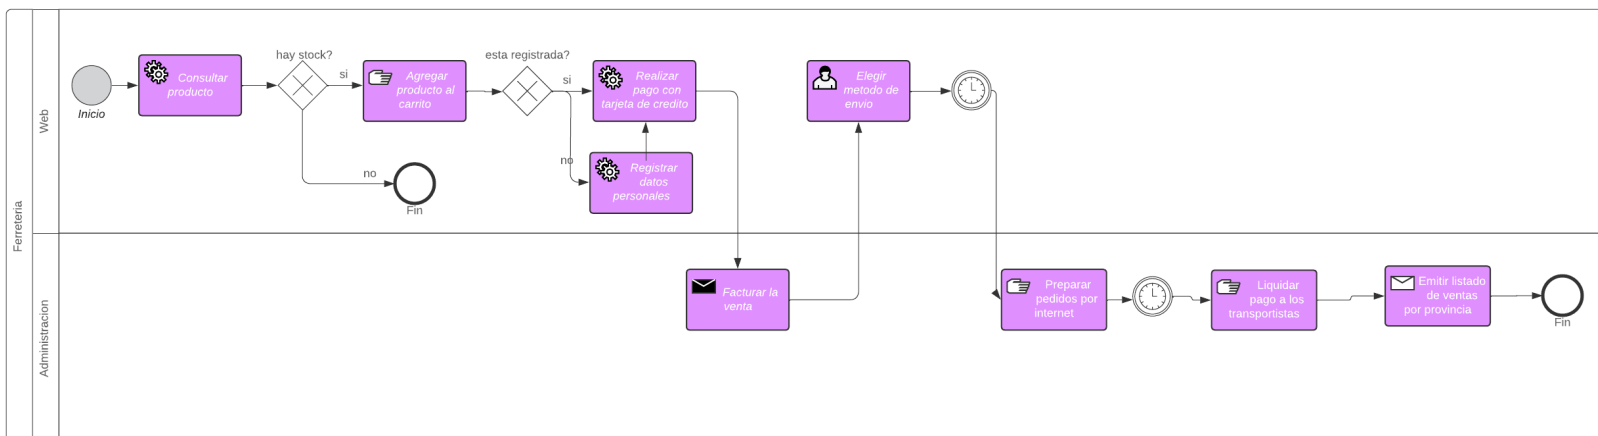 Ferreteria
Web
Administracion
Inicio
Consultar
producto
hay stock?
si
no
Fin
Agregar
producto al
carrito
esta registrada?
si
no
Realizar
pago con
tarjeta de credito
Registrar
datos
personales
Facturar la
venta
Elegir
metodo de
envio
Preparar
pedidos por
internet
Liquidar
pago a los
transportistas
Emitir listado
de ventas
por provincia
Fin